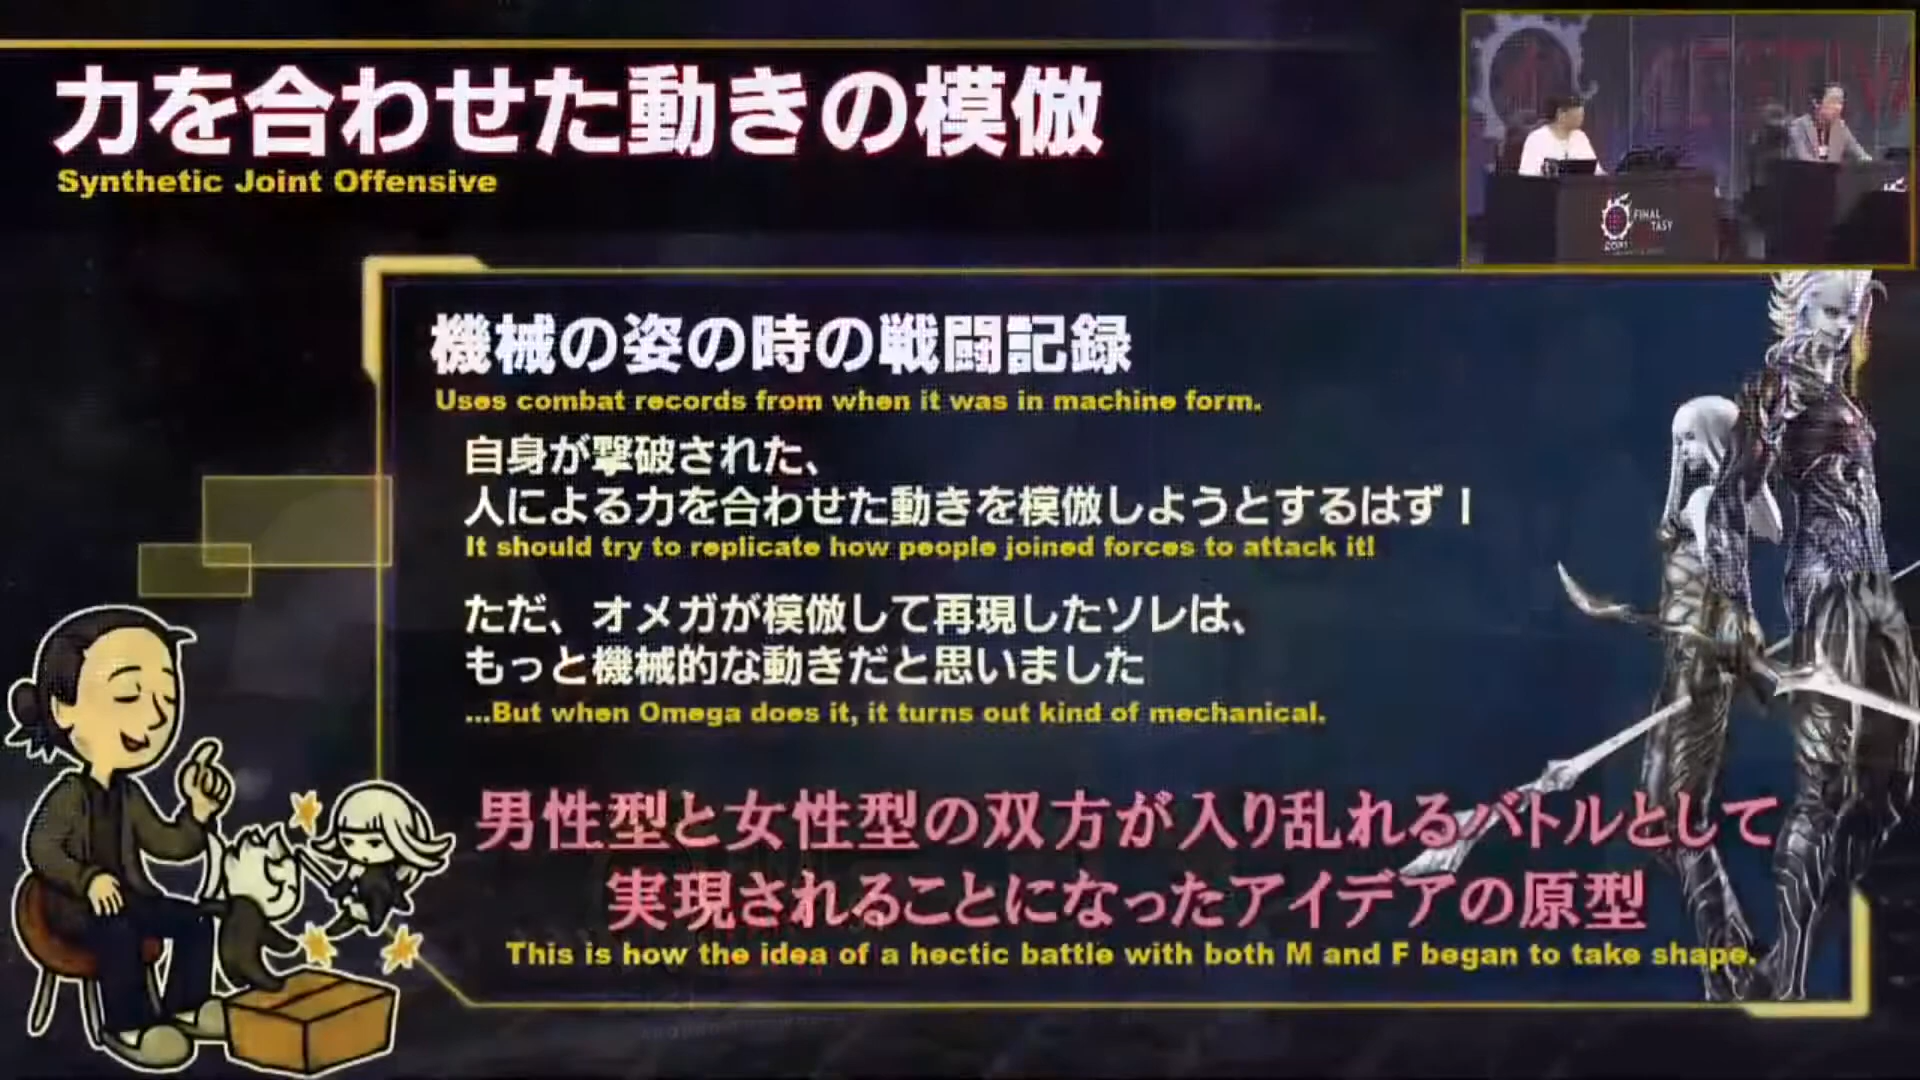 力を合わせた動きの模倣
Synthetic Joint Offensive
FINAL
TASY
機械の姿の時の戦闘記録
Uses combat records from when it was in machine form.
自身が撃破された、
人による力を合わせた動きを模倣しようとするはず！
It should try to replicate how people joined forces to attack it!
ただ、オメガが模倣して再現したソレは、
もっと機械的な動きだと思いました
...But when Omega does it, it turns out kind of mechanical.
男性型と女性型の双方が入り乱れるバトルとして
実現されることになったアイデアの原型
This is how the idea of a hectic battle with both M and F began to take shape.